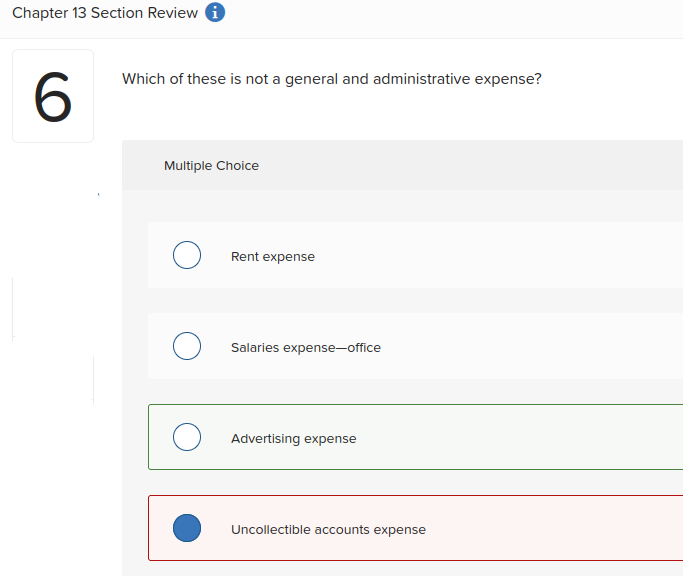 Chapter 13 Section Review i
6
Which of these is not a general and administrative expense?
Multiple Choice
Rent expense
Salaries expense—office
Advertising expense
Uncollectible accounts expense